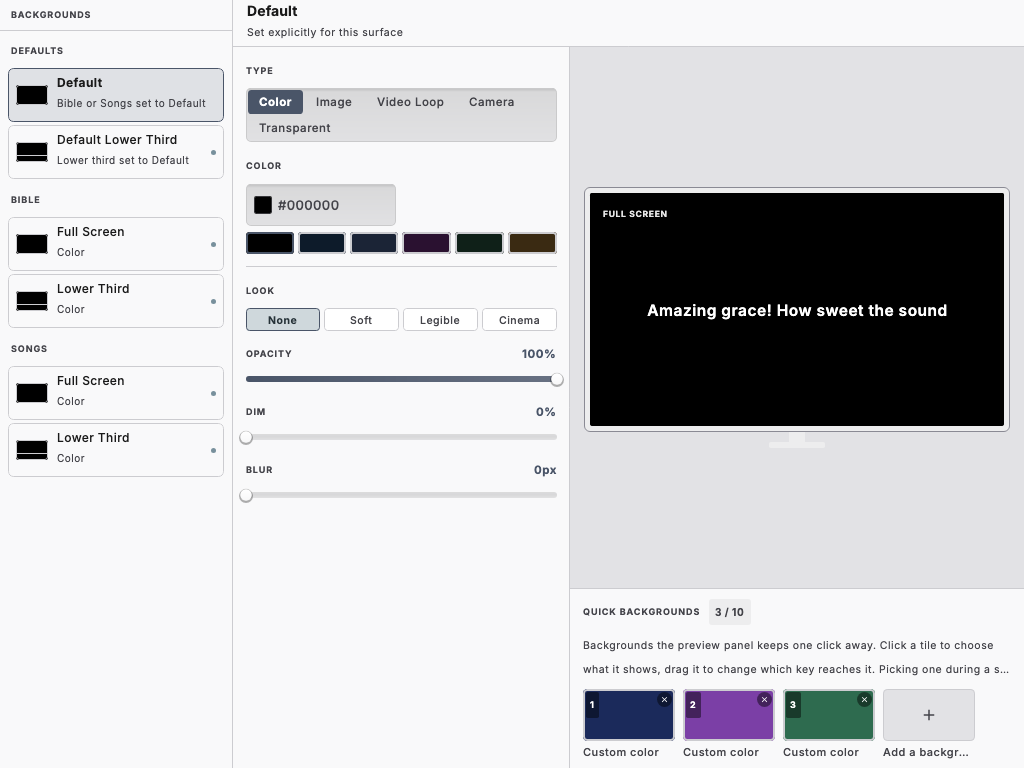 BACKGROUNDS
DEFAULTS
Default
Bible or Songs set to Default
Default Lower Third
Lower third set to Default
BIBLE
Full Screen
Color
Lower Third
Color
SONGS
Full Screen
Color
Lower Third
Color
Default
Set explicitly for this surface
TYPE
Color Image Video Loop Camera
Transparent
COLOR
#000000
LOOK
None Soft Legible Cinema
OPACITY 100%
DIM 0%
BLUR 0px
FULL SCREEN
Amazing grace! How sweet the sound
QUICK BACKGROUNDS 3 / 10
Backgrounds the preview panel keeps one click away. Click a tile to choose
what it shows, drag it to change which key reaches it. Picking one during a s...
1 2 3 +
Custom color Custom color Custom color Add a backgr...